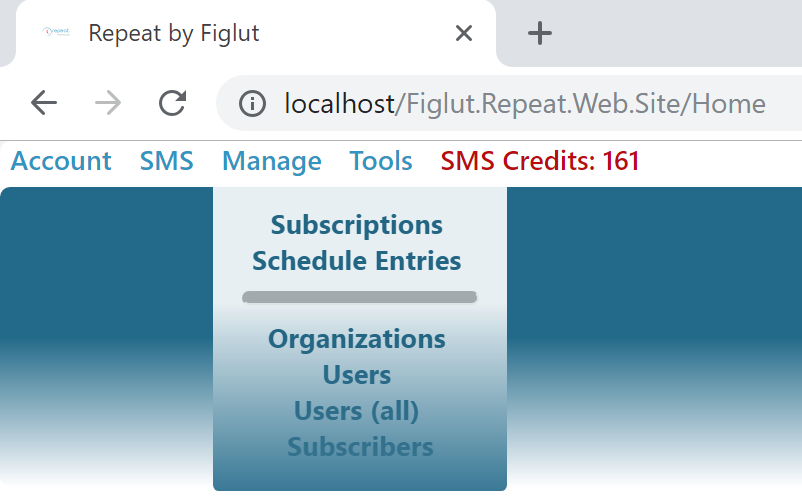 Repeat by Figlut
localhost/Figlut.Repeat.Web.Site/Home
Account SMS Manage Tools SMS Credits: 161
Subscriptions
Schedule Entries
Organizations
Users
Users (all)
Subscribers